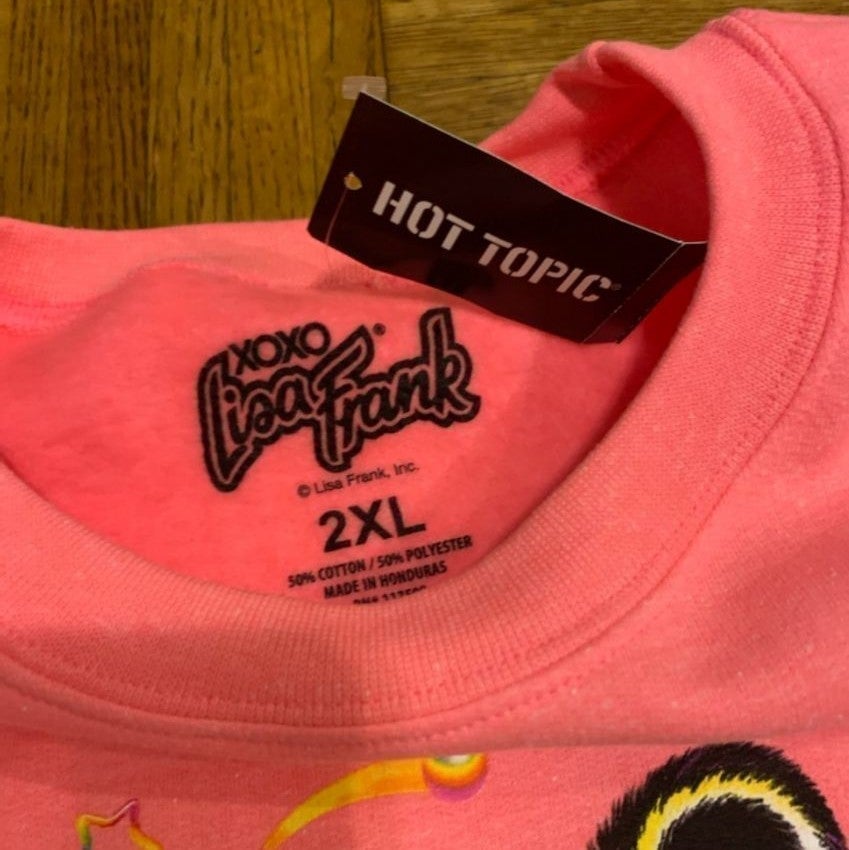 HOT TOPIC®
XOXO
Lisa Frank®
© Lisa Frank, Inc.
2XL
50% COTTON / 50% POLYESTER
MADE IN HONDURAS